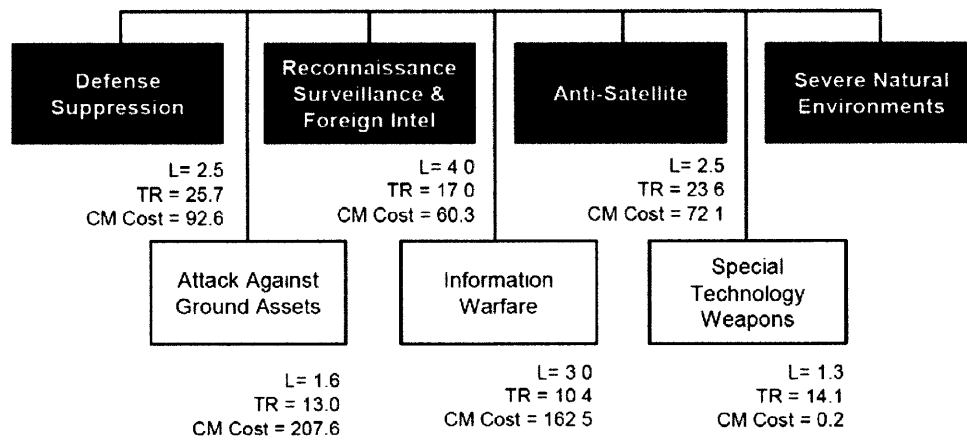 Defense
Suppression
Reconnaissance
Surveillance &
Foreign Intel
Anti-Satellite
Severe Natural
Environments
L= 2.5
TR = 25.7
CM Cost = 92.6
L= 4 0
TR = 17 0
CM Cost = 60.3
L= 2.5
TR = 23 6
CM Cost = 72 1
Attack Against
Ground Assets
Information
Warfare
Special
Technology
Weapons
L= 1.6
TR = 13.0
CM Cost = 207.6
L= 3 0
TR = 10 4
CM Cost = 162 5
L= 1.3
TR = 14.1
CM Cost = 0.2